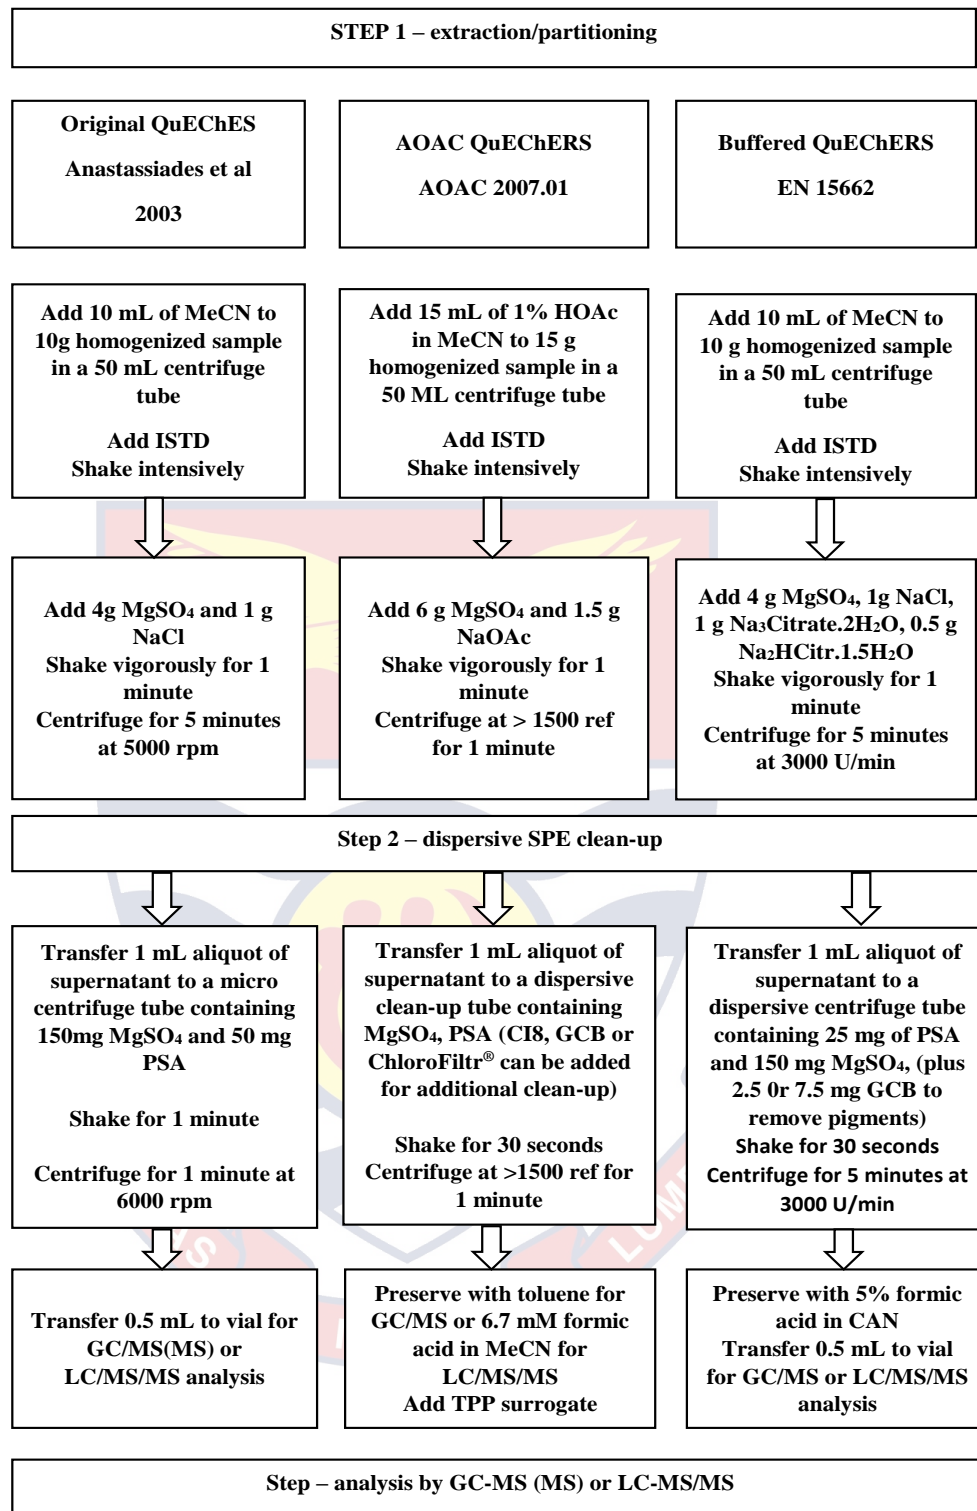 STEP 1 – extraction/partitioning
Original QuEChES
Anastassiades et al
2003
AOAC QuEChERS
AOAC 2007.01
Buffered QuEChERS
EN 15662
Add 10 mL of MeCN to
10g homogenized sample
in a 50 mL centrifuge
tube
Add ISTD
Shake intensively
Add 15 mL of 1% HOAc
in MeCN to 15 g
homogenized sample in a
50 ML centrifuge tube
Add ISTD
Shake intensively
Add 10 mL of MeCN to
10 g homogenized sample
in a 50 mL centrifuge
tube
Add ISTD
Shake intensively
Add 4g MgSO₄ and 1 g
NaCl
Shake vigorously for 1
minute
Centrifuge for 5 minutes
at 5000 rpm
Add 6 g MgSO₄ and 1.5 g
NaOAc
Shake vigorously for 1
minute
Centrifuge at > 1500 ref
for 1 minute
Add 4 g MgSO₄, 1g NaCl,
1 g Na₃Citrate.2H₂O, 0.5 g
Na₂HCitr.1.5H₂O
Shake vigorously for 1
minute
Centrifuge for 5 minutes
at 3000 U/min
Step 2 – dispersive SPE clean-up
Transfer 1 mL aliquot of
supernatant to a micro
centrifuge tube containing
150mg MgSO₄ and 50 mg
PSA
Shake for 1 minute
Centrifuge for 1 minute at
6000 rpm
Transfer 1 mL aliquot of
supernatant to a dispersive
clean-up tube containing
MgSO₄, PSA (CI8, GCB or
ChloroFiltr® can be added
for additional clean-up)
Shake for 30 seconds
Centrifuge at >1500 ref for
1 minute
Transfer 1 mL aliquot of
supernatant to a
dispersive centrifuge tube
containing 25 mg of PSA
and 150 mg MgSO₄, (plus
2.5 0r 7.5 mg GCB to
remove pigments)
Shake for 30 seconds
Centrifuge for 5 minutes at
3000 U/min
Transfer 0.5 mL to vial for
GC/MS(MS) or
LC/MS/MS analysis
Preserve with toluene for
GC/MS or 6.7 mM formic
acid in MeCN for
LC/MS/MS
Add TPP surrogate
Preserve with 5% formic
acid in CAN
Transfer 0.5 mL to vial
for GC/MS or LC/MS/MS
analysis
Step – analysis by GC-MS (MS) or LC-MS/MS